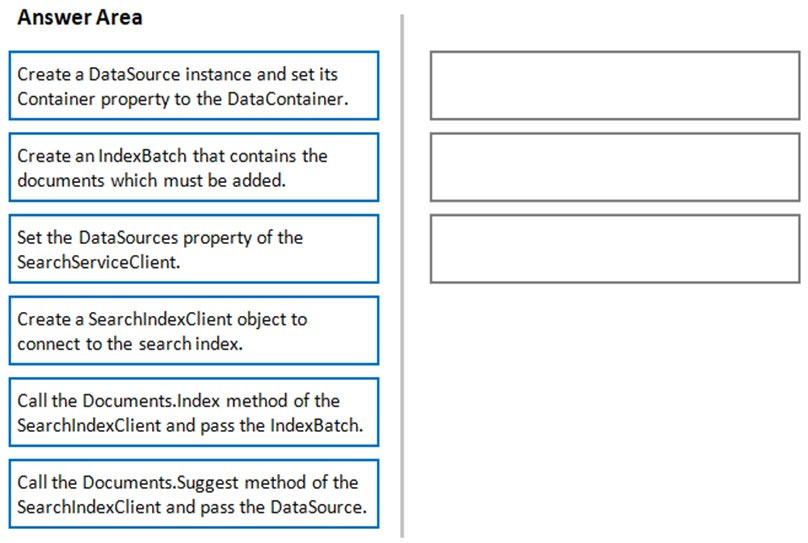 Answer Area
Create a DataSource instance and set its
Container property to the DataContainer.
Create an IndexBatch that contains the
documents which must be added.
Set the DataSources property of the
SearchServiceClient.
Create a SearchIndexClient object to
connect to the search index.
Call the Documents.Index method of the
SearchIndexClient and pass the IndexBatch.
Call the Documents.Suggest method of the
SearchIndexClient and pass the DataSource.